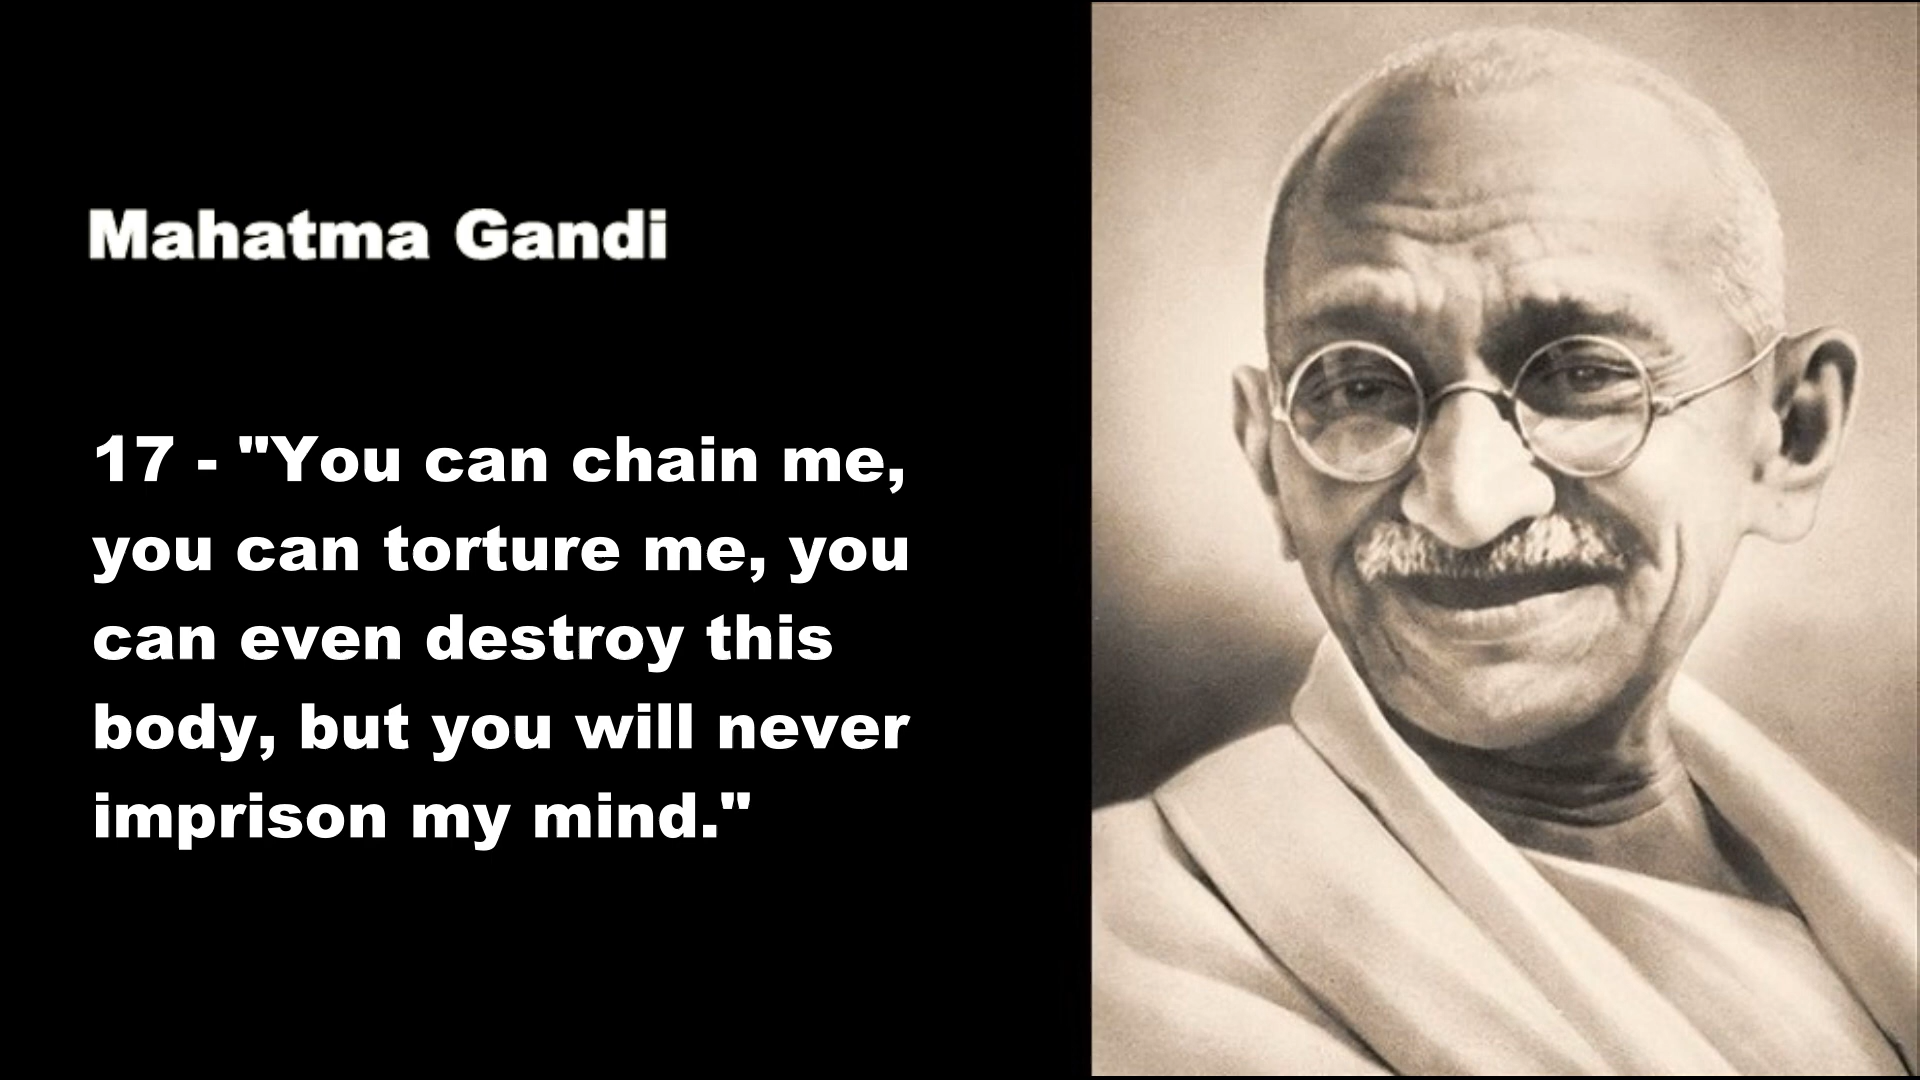 Mahatma Gandi
17 - "You can chain me,
you can torture me, you
can even destroy this
body, but you will never
imprison my mind."